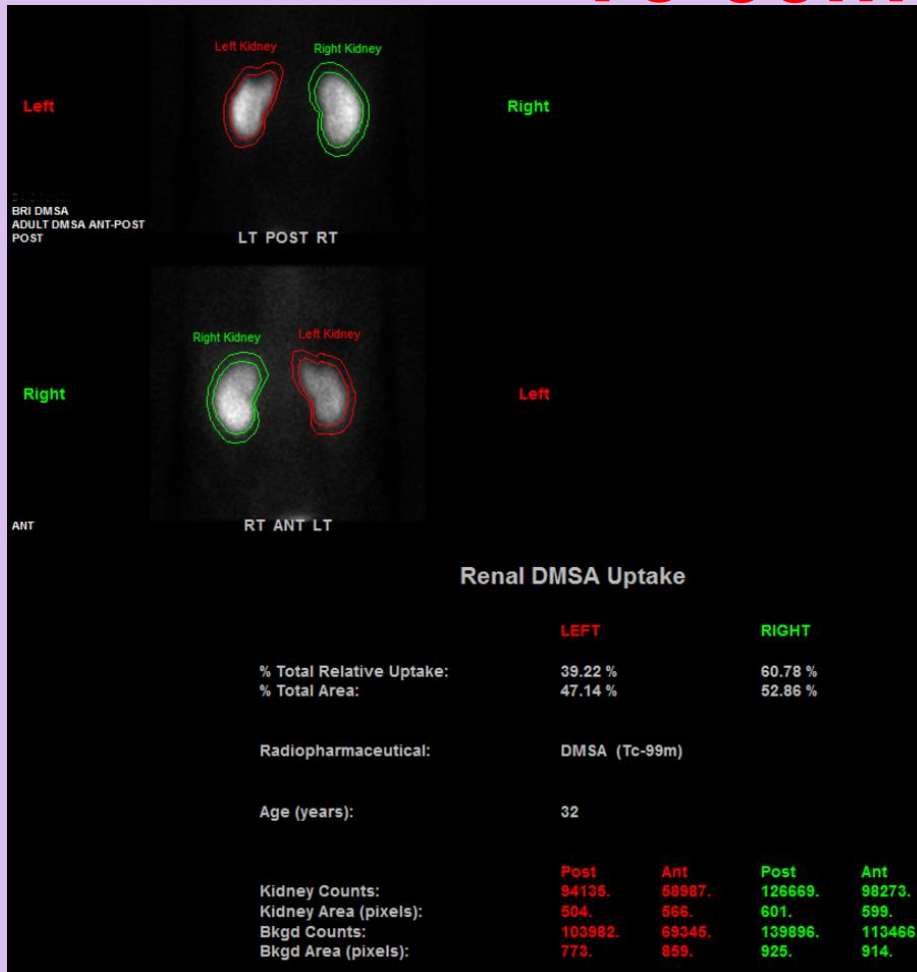 Left Kidney Right Kidney
Left Right
BRI DMSA
ADULT DMSA ANT-POST
POST
LT POST RT
Right Kidney Left Kidney
Right Left
ANT
RT ANT LT
Renal DMSA Uptake
LEFT RIGHT
% Total Relative Uptake: 39.22 % 60.78 %
% Total Area: 47.14 % 52.86 %
Radiopharmaceutical: DMSA (Tc-99m)
Age (years): 32
Post Ant Post Ant
Kidney Counts: 94135. 58987. 126669. 98273.
Kidney Area (pixels): 504. 566. 601. 599.
Bkgd Counts: 103982. 69345. 139896. 113466
Bkgd Area (pixels): 773. 859. 925. 914.